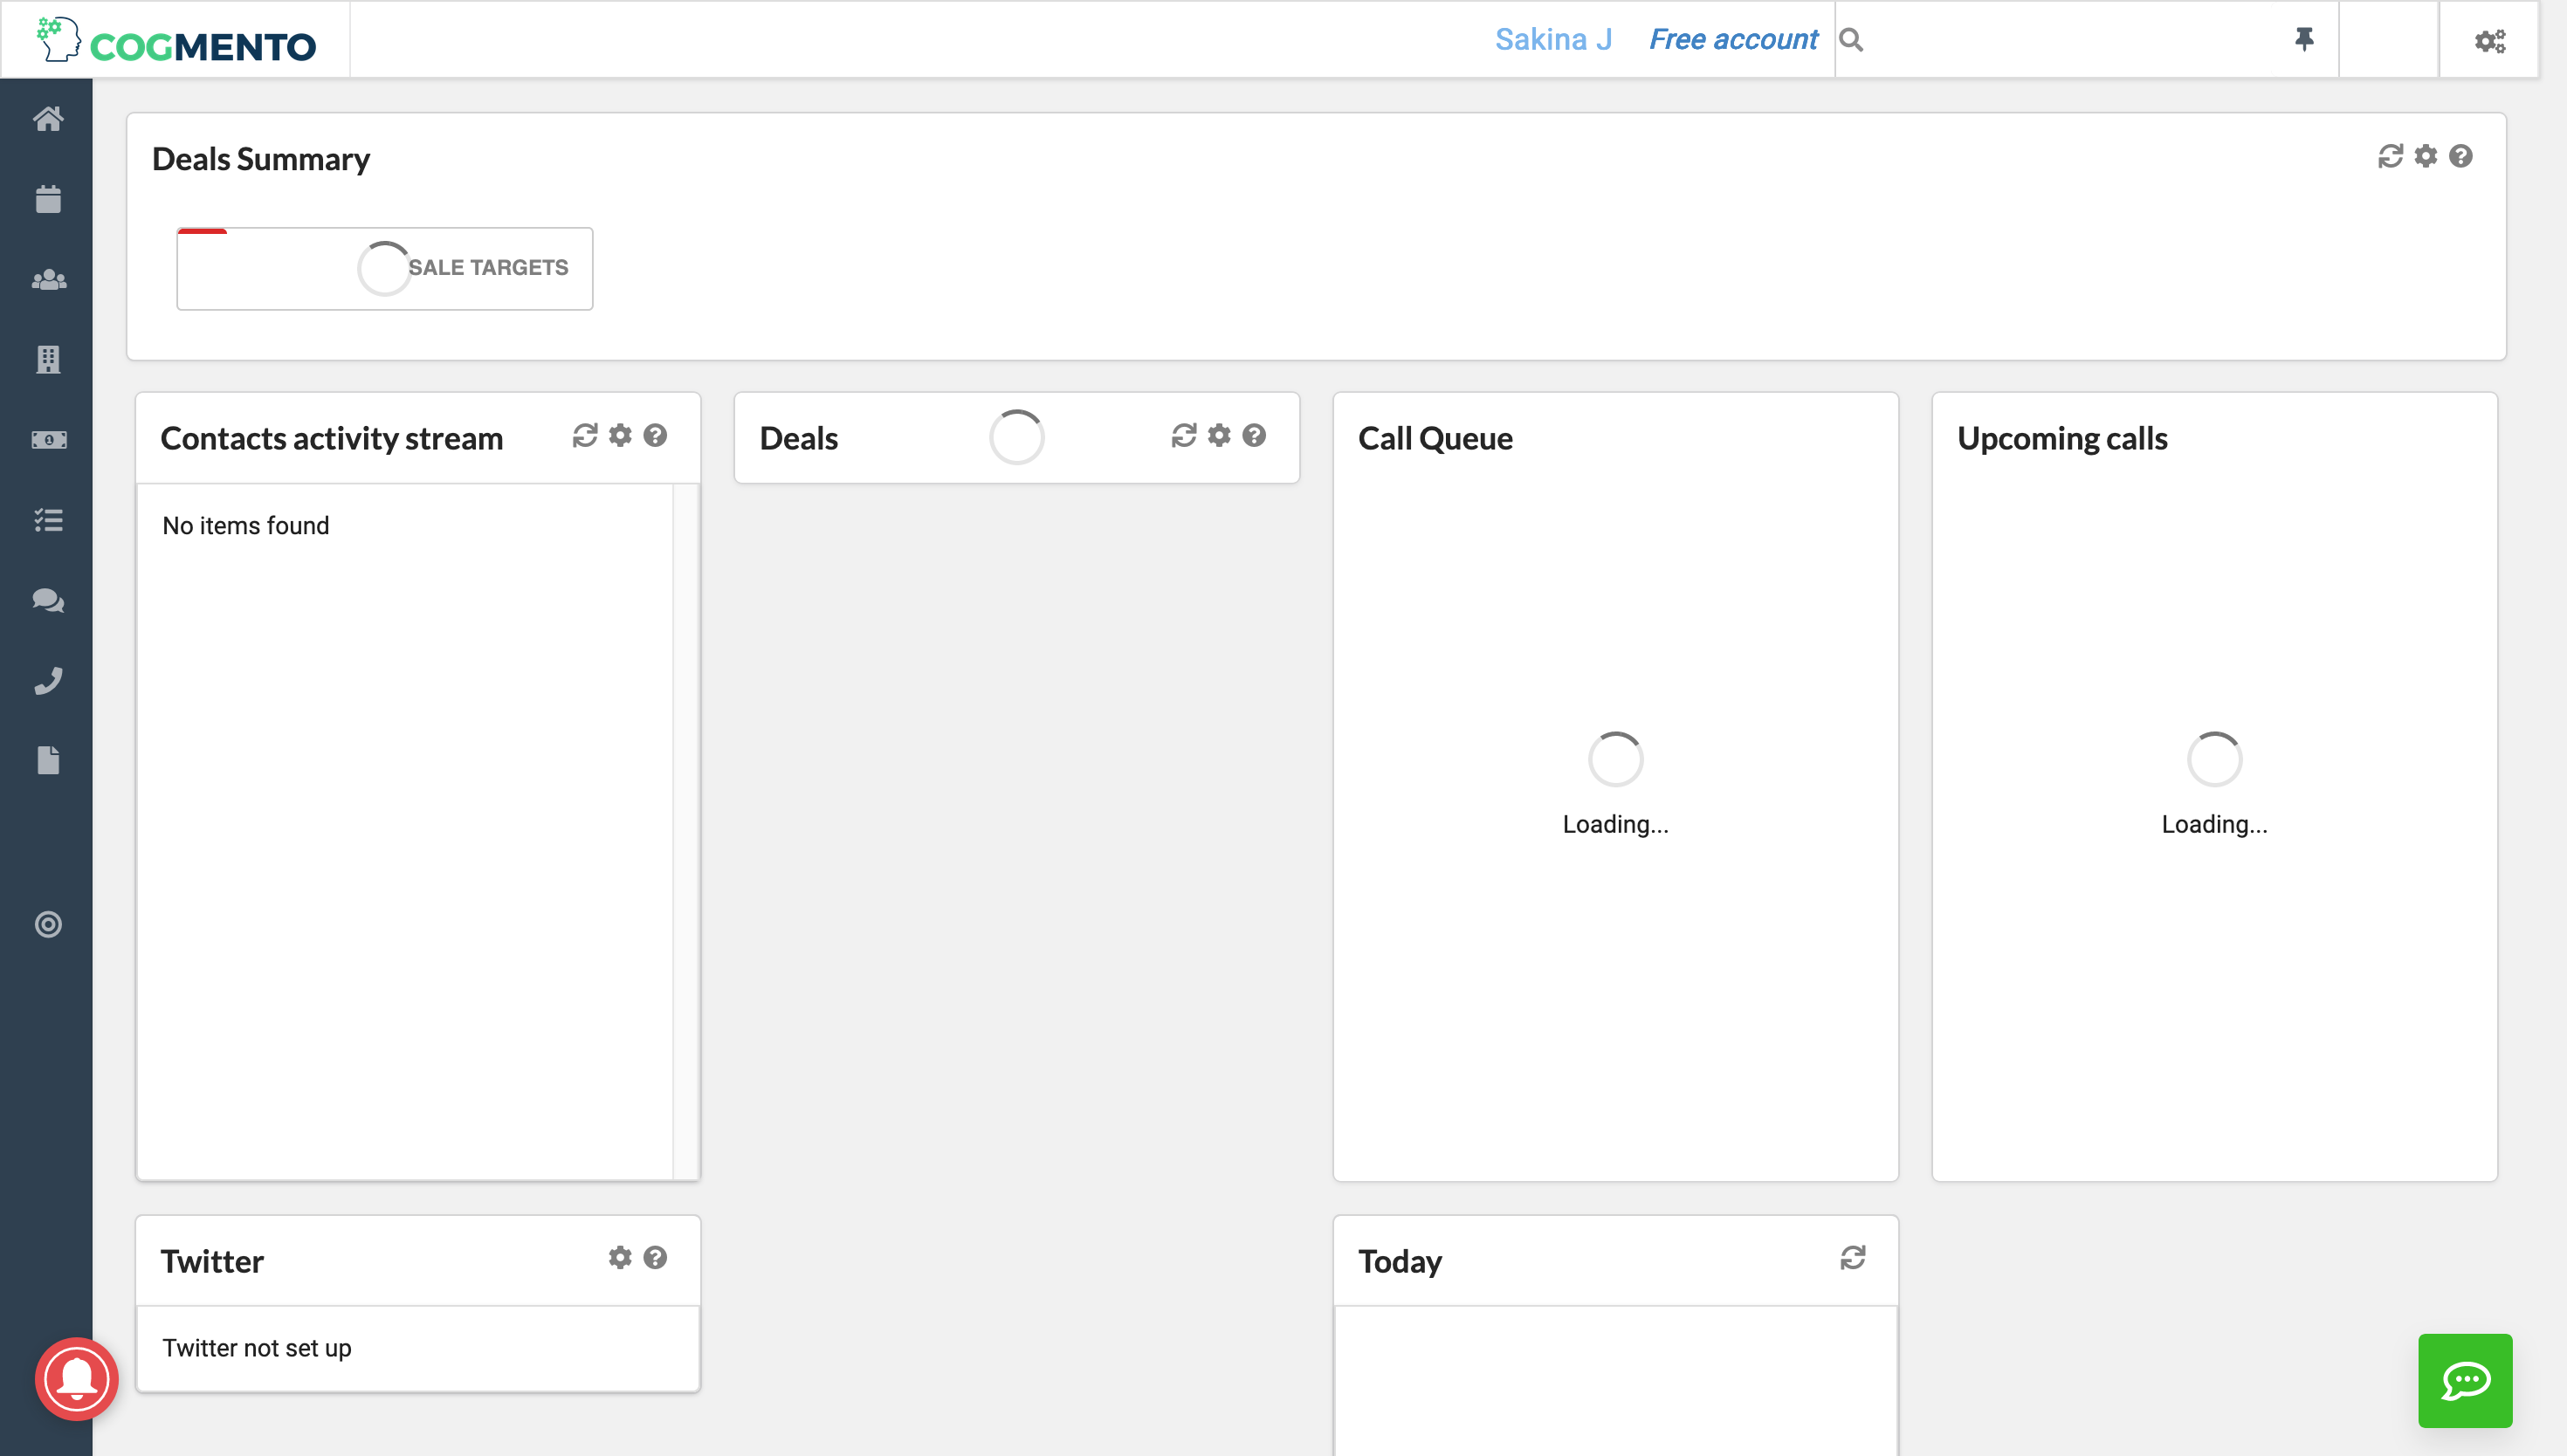 COGMENTO
Sakina J
Free account
Deals Summary
SALE TARGETS
Contacts activity stream
No items found
Deals
Call Queue
Loading...
Upcoming calls
Loading...
Twitter
Twitter not set up
Today